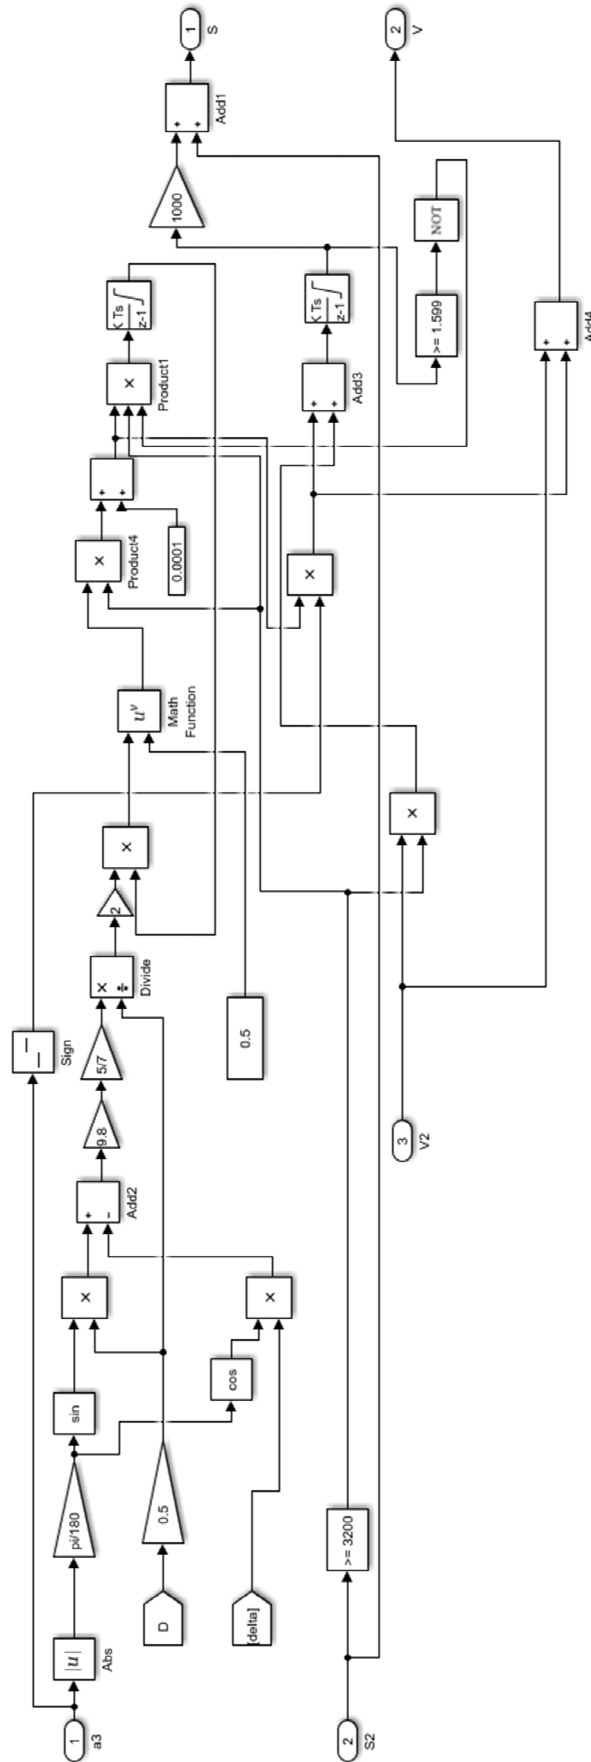 1
a3
|u|
Abs
pi/180
sin
×
+
−
Add2
9.8
5/7
×
÷
Divide
2
×
Sign
D
0.5
[delta]
cos
×
0.5
u^v
Math
Function
×
Product4
0.0001
+
+
×
Product1
K Ts
z-1
1000
+
+
Add1
1
S
2
S2
>= 3200
3
V2
×
×
+
+
Add3
K Ts
z-1
>= 1.599
NOT
+
+
Add4
2
V